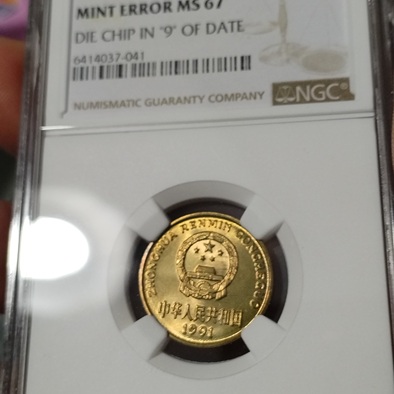 MINT ERROR MS 67
DIE CHIP IN "9" OF DATE
6414037-041
NUMISMATIC GUARANTY COMPANY
NGC
ZHONGHUA RENMIN GONGHEGUO
中华人民共和国
1991